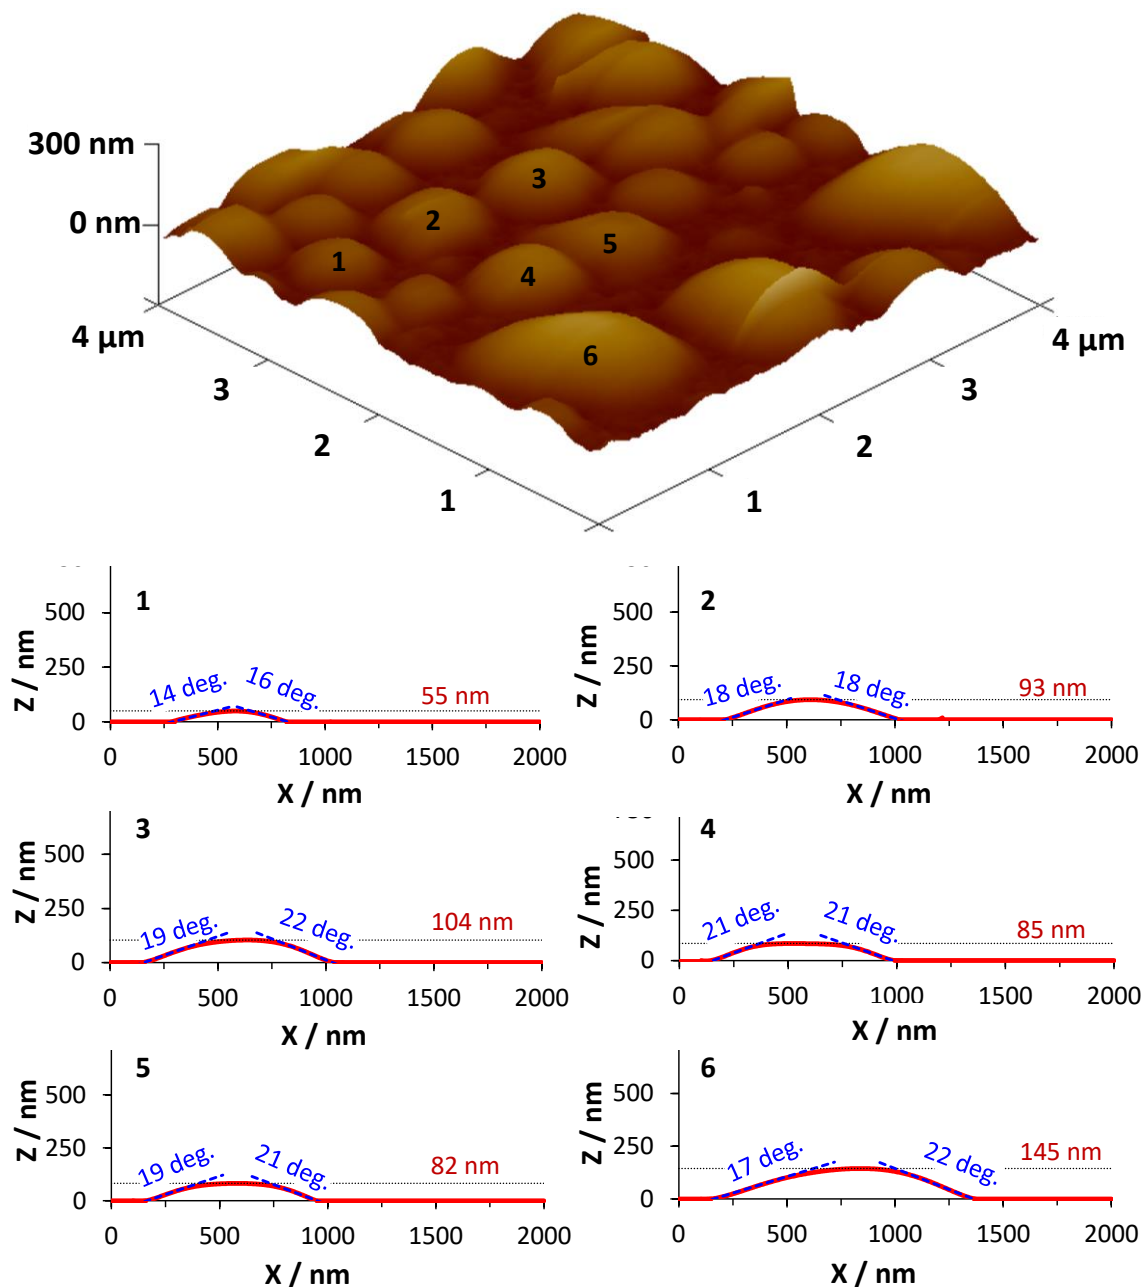 300 nm
0 nm
4 µm
3
2
1
1
2
3
4 µm
1
2
3
4
5
6
1
Z / nm
500
250
0
14 deg.
16 deg.
55 nm
0 500 1000 1500 2000
X / nm
2
Z / nm
500
250
0
18 deg.
18 deg.
93 nm
0 500 1000 1500 2000
X / nm
3
Z / nm
500
250
0
19 deg.
22 deg.
104 nm
0 500 1000 1500 2000
X / nm
4
Z / nm
500
250
0
21 deg.
21 deg.
85 nm
0 500 1000 1500 2000
X / nm
5
Z / nm
500
250
0
19 deg.
21 deg.
82 nm
0 500 1000 1500 2000
X / nm
6
Z / nm
500
250
0
17 deg.
22 deg.
145 nm
0 500 1000 1500 2000
X / nm